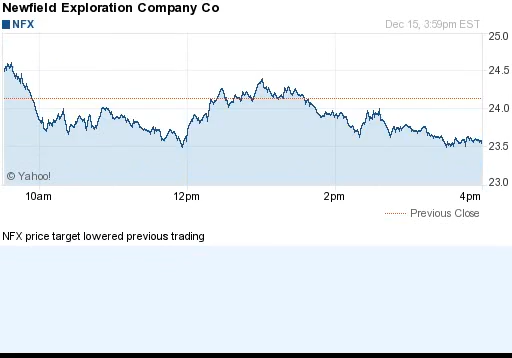 Newfield Exploration Company Co
NFX
Dec 15, 3:59pm EST
25.0
24.5
24.0
23.5
23.0
© Yahoo!
10am
12pm
2pm
4pm
Previous Close
NFX price target lowered previous trading